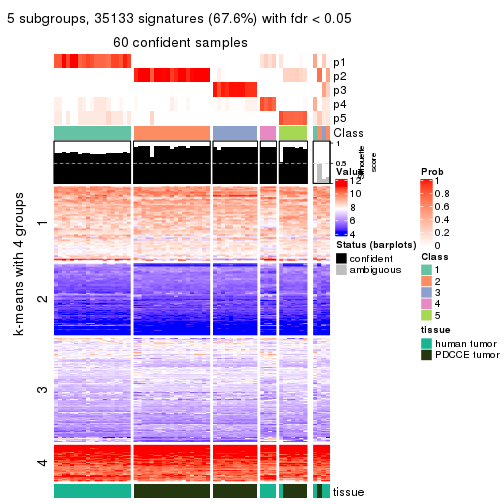 5 subgroups, 35133 signatures (67.6%) with fdr < 0.05
60 confident samples
p1
p2
p3
p4
p5
Class
1
0.5
0
silhouette
score
k-means with 4 groups
1
2
3
4
tissue
Value
12
10
8
6
4
Status (barplots)
confident
ambiguous
Prob
1
0.8
0.6
0.4
0.2
0
Class
1
2
3
4
5
tissue
human tumor
PDCCE tumor